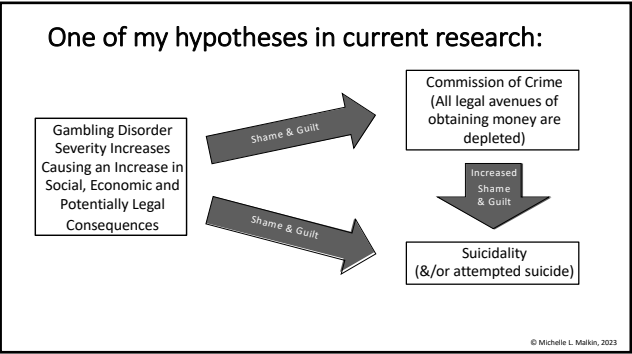 One of my hypotheses in current research:
Gambling Disorder
Severity Increases
Causing an Increase in
Social, Economic and
Potentially Legal
Consequences
Shame & Guilt
Commission of Crime
(All legal avenues of
obtaining money are
depleted)
Shame & Guilt
Increased
Shame
& Guilt
Suicidality
(&/or attempted suicide)
© Michelle L. Malkin, 2023